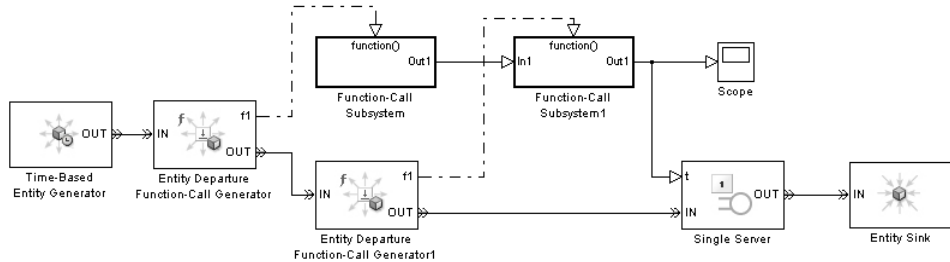 function()
Out1
Function-Call
Subsystem
function()
In1
Out1
Function-Call
Subsystem1
Scope
OUT
Time-Based
Entity Generator
f
f1
IN
OUT
Entity Departure
Function-Call Generator
f
f1
IN
OUT
Entity Departure
Function-Call Generator1
t
1
OUT
IN
Single Server
IN
Entity Sink